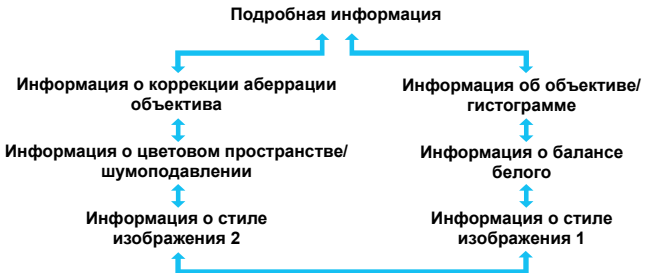 Подробная информация
Информация о коррекции аберрации
объектива
Информация об объективе/
гистограмме
Информация о цветовом пространстве/
шумоподавлении
Информация о балансе
белого
Информация о стиле
изображения 2
Информация о стиле
изображения 1